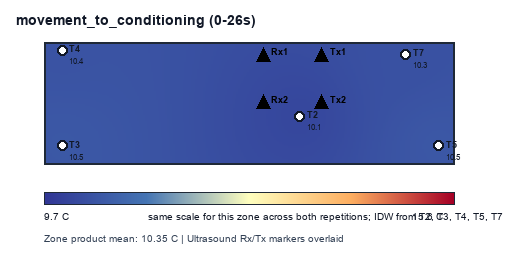 movement_to_conditioning (0-26s)
T4
10.4
Rx1
Tx1
T7
10.3
Rx2
Tx2
T2
10.1
T3
10.5
T5
10.5
9.7 C
same scale for this zone across both repetitions; IDW from T2, T3, T4, T5, T7
Zone product mean: 10.35 C | Ultrasound Rx/Tx markers overlaid